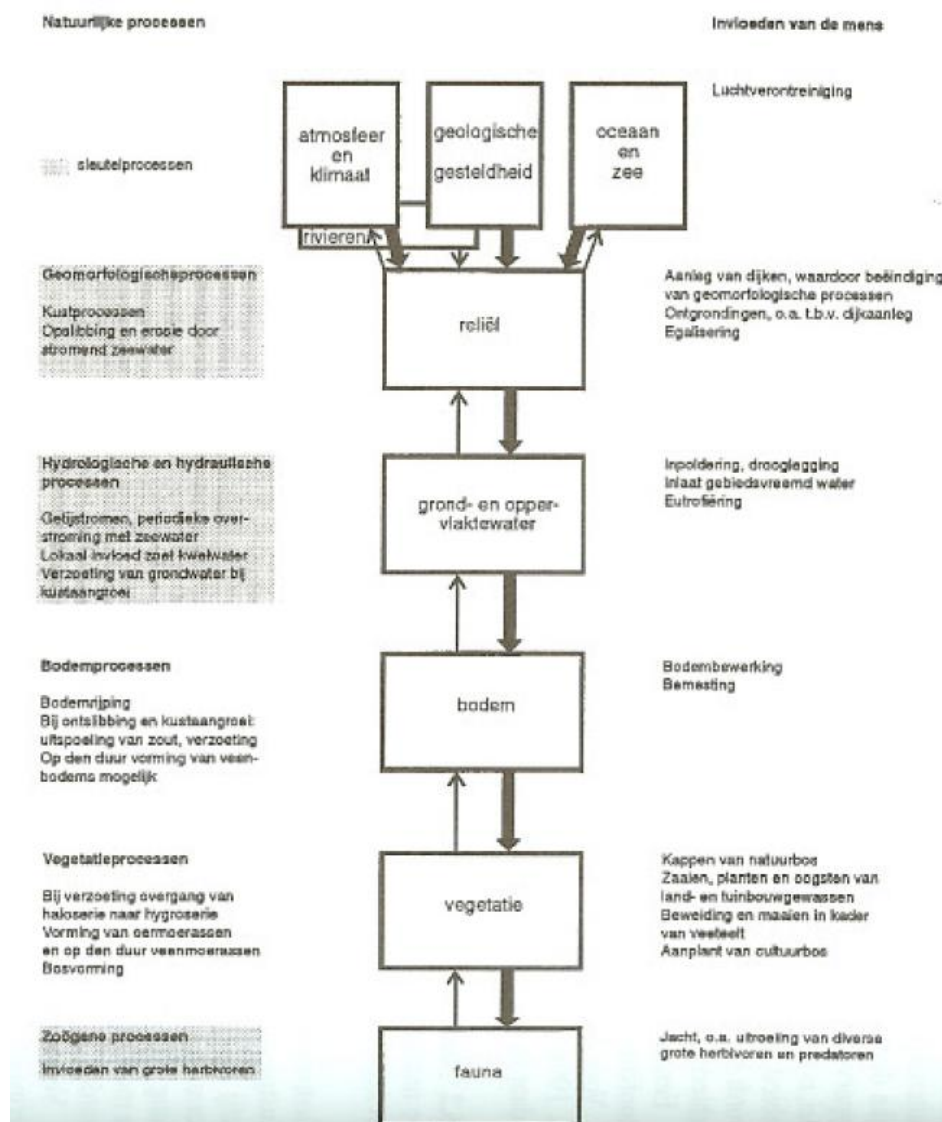 Natuurlijke processen
Invloeden van de mens
Luchtverontreiniging
atmosfeer
en
klimaat
geologische
gesteldheid
oceaan
en
zee
sleutelprocessen
rivieren
Geomorfologische processen
Kustprocessen
Opslibbing en erosie door
stromend zeewater
reliëf
Aanleg van dijken, waardoor beëindiging
van geomorfologische processen
Ontgrondingen, o.a. t.b.v. dijkaanleg
Egalisering
Hydrologische en hydraulische
processen
Getijstromen, periodieke over-
stroming met zeewater
Lokaal invloed zoet kwelwater
Verzoeting van grondwater bij
kustaangroei
grond- en opper-
vlaktewater
Inpoldering, drooglegging
Inlaat gebiedsvreemd water
Eutrofiëring
Bodemprocessen
Bodemrijping
Bij ontslibbing en kustaangroei:
uitspoeling van zout, verzoeting
Op den duur vorming van veen-
bodems mogelijk
bodem
Bodembewerking
Bemesting
Vegetatieprocessen
Bij verzoeting overgang van
haloserie naar hygroserie
Vorming van oermoerassen
en op den duur veenmoerassen
Bosvorming
vegetatie
Kappen van natuurbos
Zaaien, planten en oogsten van
land- en tuinbouwgewassen
Beweiding en maaien in kader
van veeteelt
Aanplant van cultuurbos
Zoögene processen
Invloeden van grote herbivoren
fauna
Jacht, o.a. uitroeiing van diverse
grote herbivoren en predatoren